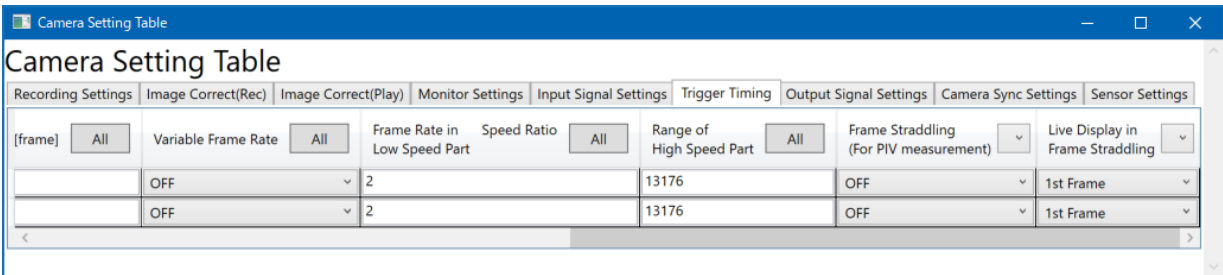 Camera Setting Table
Camera Setting Table
Recording Settings Image Correct(Rec) Image Correct(Play) Monitor Settings Input Signal Settings Trigger Timing Output Signal Settings Camera Sync Settings Sensor Settings
[frame] All Variable Frame Rate All Frame Rate in Low Speed Part Speed Ratio All Range of High Speed Part All Frame Straddling (For PIV measurement) Live Display in Frame Straddling
OFF 2 13176 OFF 1st Frame
OFF 2 13176 OFF 1st Frame